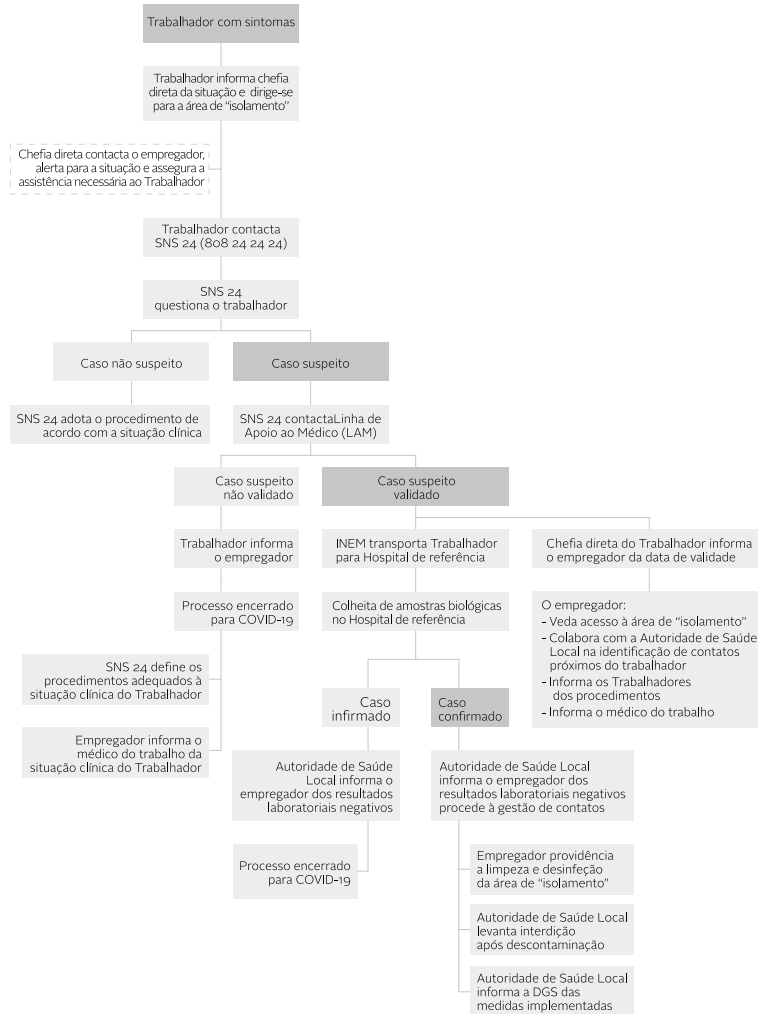 Trabalhador com sintomas
Trabalhador informa chefia
direta da situação e dirige-se
para a área de “isolamento”
Chefia direta contacta o empregador,
alerta para a situação e assegura a
assistência necessária ao Trabalhador
Trabalhador contacta
SNS 24 (808 24 24 24)
SNS 24
questiona o trabalhador
Caso não suspeito
Caso suspeito
SNS 24 adota o procedimento de
acordo com a situação clínica
SNS 24 contactaLinha de
Apoio ao Médico (LAM)
Caso suspeito
não validado
Caso suspeito
validado
Trabalhador informa
o empregador
INEM transporta Trabalhador
para Hospital de referência
Chefia direta do Trabalhador informa
o empregador da data de validade
Processo encerrado
para COVID-19
Colheita de amostras biológicas
no Hospital de referência
O empregador:
- Veda acesso à área de “isolamento”
- Colabora com a Autoridade de Saúde
Local na identificação de contatos
próximos do trabalhador
- Informa os Trabalhadores
dos procedimentos
- Informa o médico do trabalho
SNS 24 define os
procedimentos adequados à
situação clínica do Trabalhador
Caso
infirmado
Caso
confirmado
Empregador informa o
médico do trabalho da
situação clínica do Trabalhador
Autoridade de Saúde
Local informa o
empregador dos resultados
laboratoriais negativos
Autoridade de Saúde Local
informa o empregador dos
resultados laboratoriais negativos
procede à gestão de contatos
Processo encerrado
para COVID-19
Empregador providência
a limpeza e desinfeção
da área de “isolamento”
Autoridade de Saúde Local
levanta interdição
após descontaminação
Autoridade de Saúde Local
informa a DGS das
medidas implementadas